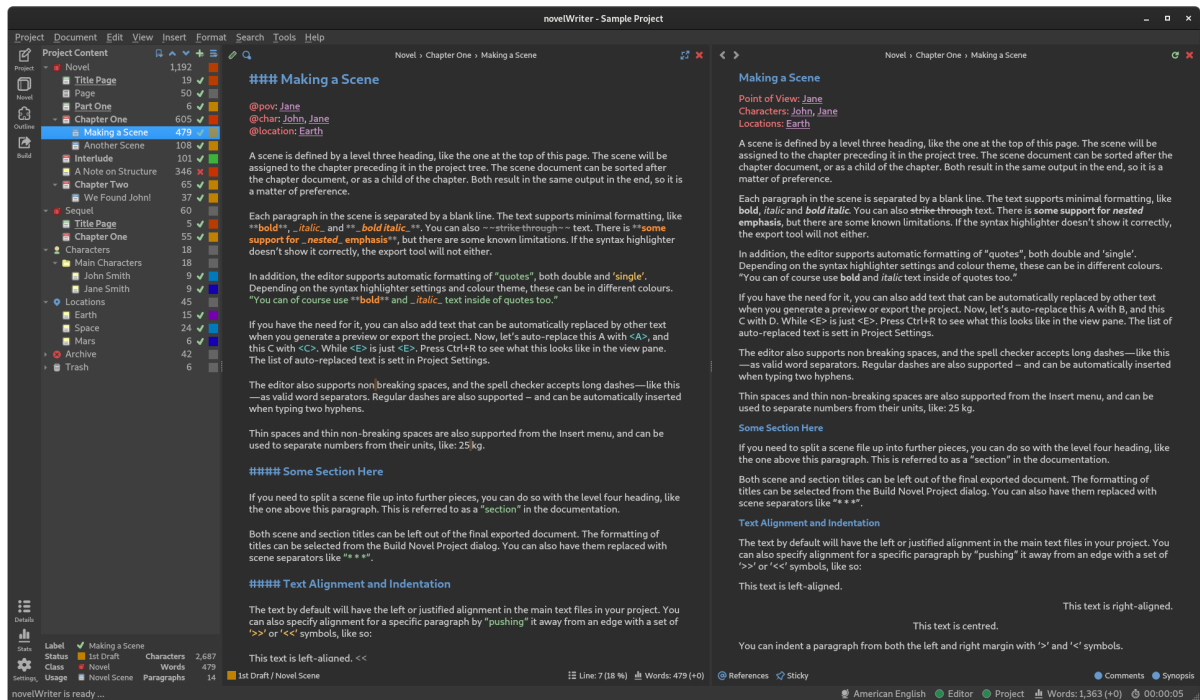 novelWriter - Sample Project
Project Document Edit View Insert Format Search Tools Help
Project
Novel
Outline
Build
Details
Stats
Settings
Project Content
Novel 1,192
Title Page 19
Page 50
Part One 6
Chapter One 605
Making a Scene 479
Another Scene 108
Interlude 101
A Note on Structure 346
Chapter Two 65
We Found John! 37
Sequel 60
Title Page 5
Chapter One 55
Characters 18
Main Characters 18
John Smith 9
Jane Smith 9
Locations 45
Earth 15
Space 24
Mars 6
Archive 42
Trash 6
Label Making a Scene
Status 1st Draft Characters 2,687
Class Novel Words 479
Usage Novel Scene Paragraphs 14
Novel › Chapter One › Making a Scene
### Making a Scene
@pov: Jane
@char: John, Jane
@location: Earth
A scene is defined by a level three heading, like the one at the top of this page. The scene will be
assigned to the chapter preceding it in the project tree. The scene document can be sorted after
the chapter document, or as a child of the chapter. Both result in the same output in the end, so it is
a matter of preference.
Each paragraph in the scene is separated by a blank line. The text supports minimal formatting, like
**bold**, _italic_ and **_bold italic_**. You can also ~~strike through~~ text. There is **some
support for _nested_ emphasis**, but there are some known limitations. If the syntax highlighter
doesn't show it correctly, the export tool will not either.
In addition, the editor supports automatic formatting of “quotes”, both double and ‘single’.
Depending on the syntax highlighter settings and colour theme, these can be in different colours.
“You can of course use **bold** and _italic_ text inside of quotes too.”
If you have the need for it, you can also add text that can be automatically replaced by other text
when you generate a preview or export the project. Now, let's auto-replace this A with <A>, and
this C with <C>. While <E> is just <E>. Press Ctrl+R to see what this looks like in the view pane.
The list of auto-replaced text is sett in Project Settings.
The editor also supports non breaking spaces, and the spell checker accepts long dashes—like this
—as valid word separators. Regular dashes are also supported – and can be automatically inserted
when typing two hyphens.
Thin spaces and thin non-breaking spaces are also supported from the Insert menu, and can be
used to separate numbers from their units, like: 25 kg.
#### Some Section Here
If you need to split a scene file up into further pieces, you can do so with the level four heading, like
the one above this paragraph. This is referred to as a “section” in the documentation.
Both scene and section titles can be left out of the final exported document. The formatting of
titles can be selected from the Build Novel Project dialog. You can also have them replaced with
scene separators like “* * *”.
#### Text Alignment and Indentation
The text by default will have the left or justified alignment in the main text files in your project. You
can also specify alignment for a specific paragraph by “pushing” it away from an edge with a set of
‘>>’ or ‘<<’ symbols, like so:
This text is left-aligned. <<
1st Draft / Novel Scene Line: 7 (18 %) Words: 479 (+0)
Novel › Chapter One › Making a Scene
Making a Scene
Point of View: Jane
Characters: John, Jane
Locations: Earth
A scene is defined by a level three heading, like the one at the top of this page. The scene will be
assigned to the chapter preceding it in the project tree. The scene document can be sorted after the
chapter document, or as a child of the chapter. Both result in the same output in the end, so it is a
matter of preference.
Each paragraph in the scene is separated by a blank line. The text supports minimal formatting, like
bold, italic and bold italic. You can also strike through text. There is some support for nested
emphasis, but there are some known limitations. If the syntax highlighter doesn't show it correctly,
the export tool will not either.
In addition, the editor supports automatic formatting of “quotes”, both double and ‘single’.
Depending on the syntax highlighter settings and colour theme, these can be in different colours.
“You can of course use bold and italic text inside of quotes too.”
If you have the need for it, you can also add text that can be automatically replaced by other text
when you generate a preview or export the project. Now, let's auto-replace this A with B, and this
C with D. While <E> is just <E>. Press Ctrl+R to see what this looks like in the view pane. The list of
auto-replaced text is sett in Project Settings.
The editor also supports non breaking spaces, and the spell checker accepts long dashes—like this
—as valid word separators. Regular dashes are also supported – and can be automatically inserted
when typing two hyphens.
Thin spaces and thin non-breaking spaces are also supported from the Insert menu, and can be
used to separate numbers from their units, like: 25 kg.
Some Section Here
If you need to split a scene file up into further pieces, you can do so with the level four heading, like
the one above this paragraph. This is referred to as a “section” in the documentation.
Both scene and section titles can be left out of the final exported document. The formatting of
titles can be selected from the Build Novel Project dialog. You can also have them replaced with
scene separators like “* * *”.
Text Alignment and Indentation
The text by default will have the left or justified alignment in the main text files in your project. You
can also specify alignment for a specific paragraph by “pushing” it away from an edge with a set of
‘>>’ or ‘<<’ symbols, like so:
This text is left-aligned.
This text is right-aligned.
This text is centred.
You can indent a paragraph from both the left and right margin with ‘>’ and ‘<’ symbols.
References Sticky Comments Synopsis
novelWriter is ready ... American English Editor Project Words: 1,363 (+0) 00:00:05